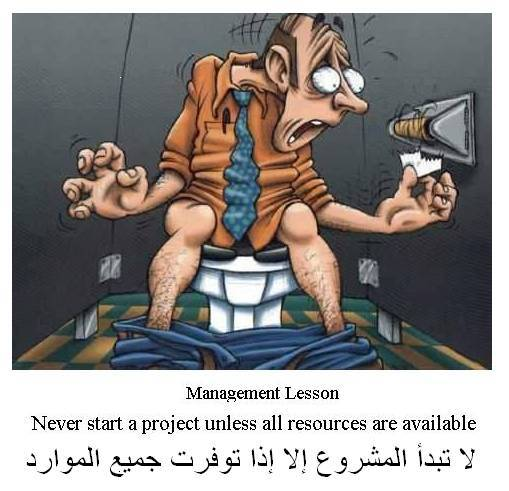 Management Lesson
Never start a project unless all resources are available
لا تبدأ المشروع إلا إذا توفرت جميع الموارد